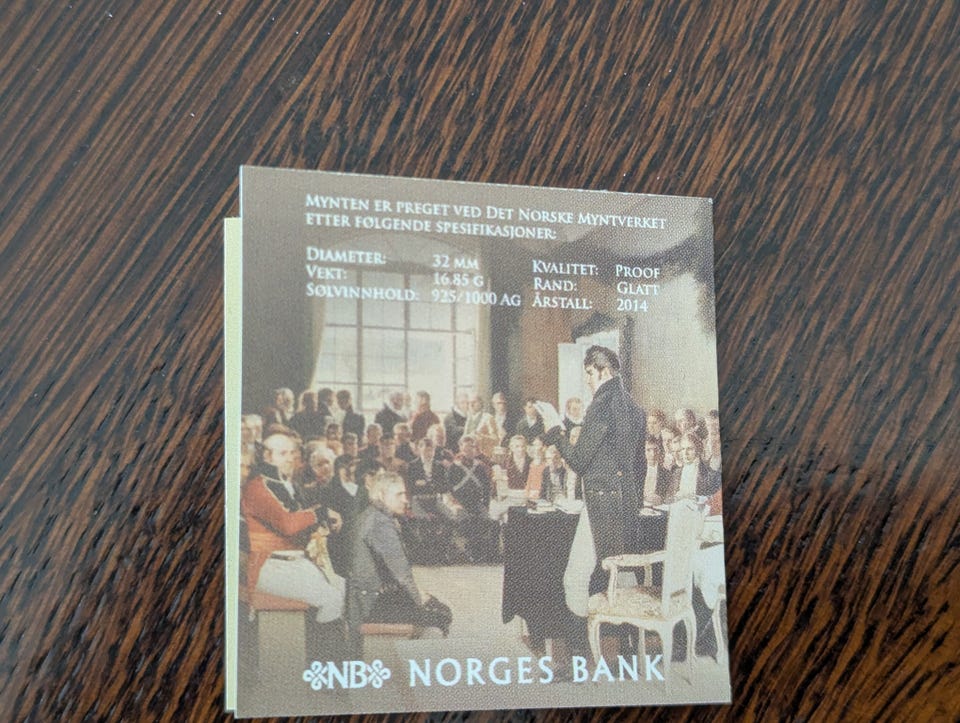 MYNTEN ER PREGET VED DET NORSKE MYNTVERKET
ETTER FØLGENDE SPESIFIKASJONER:
DIAMETER: 32 MM
VEKT: 16.85 G
SØLVINNHOLD: 925/1000 AG
KVALITET: PROOF
RAND: GLATT
ÅRSTALL: 2014
NB NORGES BANK